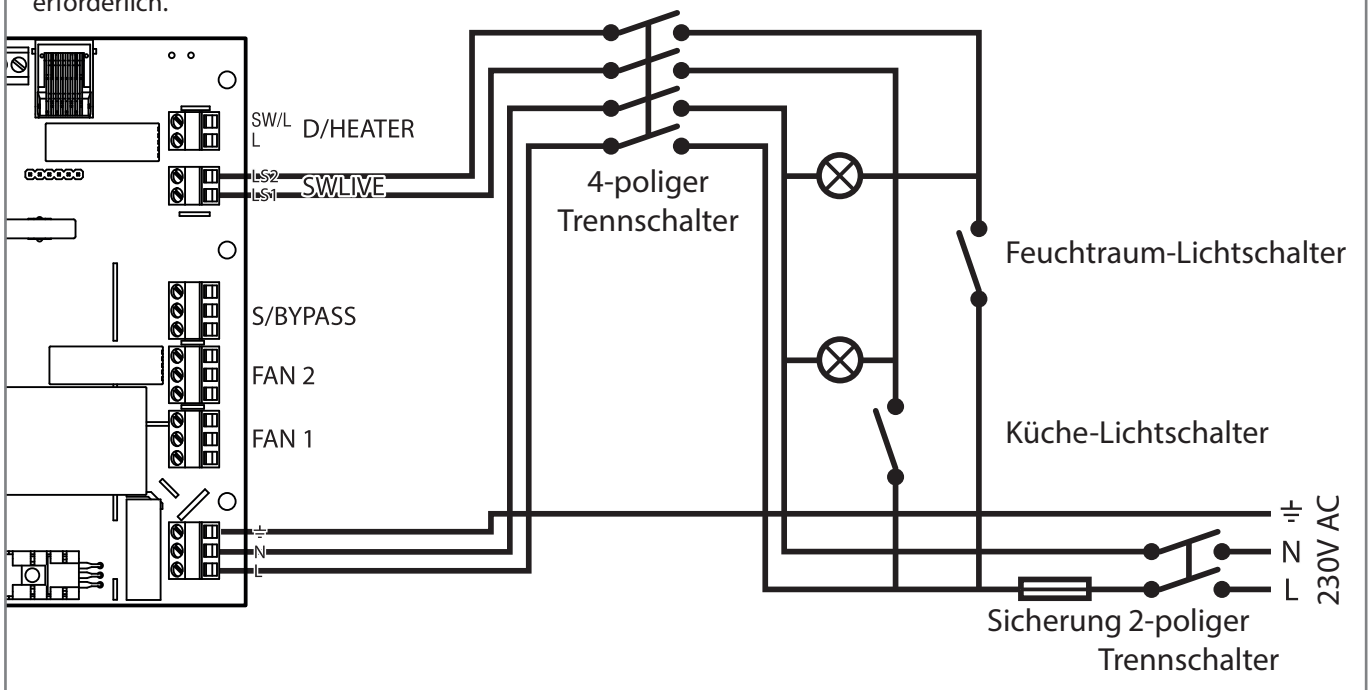 erforderlich.
SW/L
L
D/HEATER
LS2
LS1
SWLIVE
4-poliger
Trennschalter
Feuchtraum-Lichtschalter
S/BYPASS
FAN 2
FAN 1
Küche-Lichtschalter
N
L
N
L
230V AC
Sicherung 2-poliger
Trennschalter